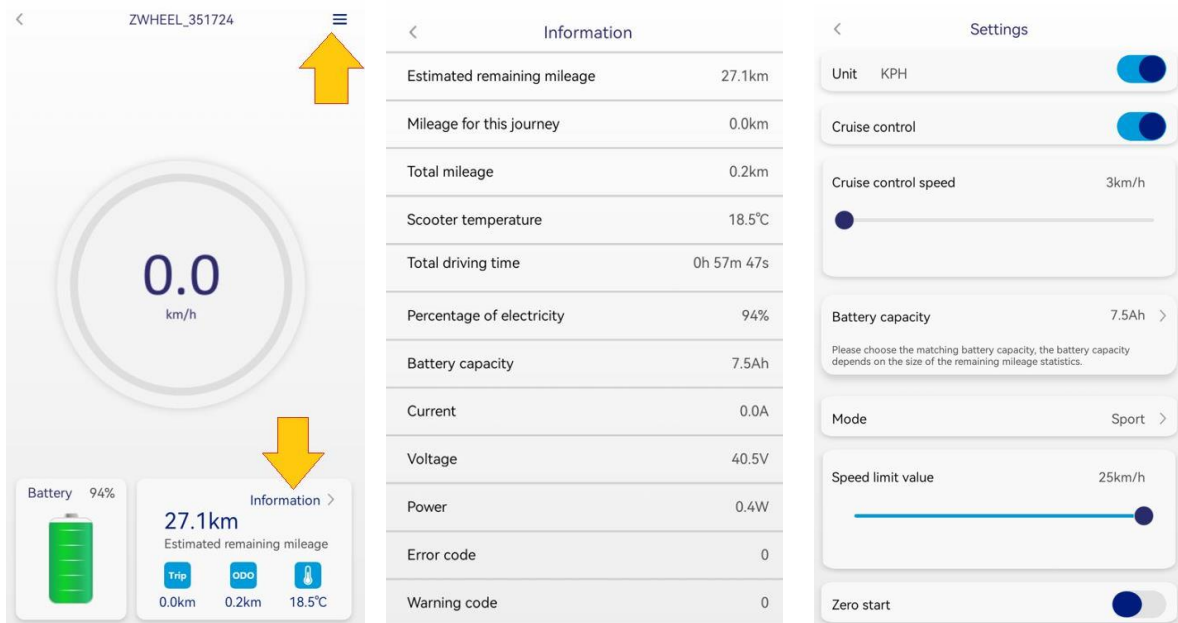 ZWHEEL_351724
0.0
km/h
Battery 94%
Information
27.1km
Estimated remaining mileage
Trip ODO
0.0km 0.2km 18.5°C
Information
Estimated remaining mileage 27.1km
Mileage for this journey 0.0km
Total mileage 0.2km
Scooter temperature 18.5°C
Total driving time 0h 57m 47s
Percentage of electricity 94%
Battery capacity 7.5Ah
Current 0.0A
Voltage 40.5V
Power 0.4W
Error code 0
Warning code 0
Settings
Unit KPH
Cruise control
Cruise control speed 3km/h
Battery capacity 7.5Ah
Please choose the matching battery capacity, the battery capacity
depends on the size of the remaining mileage statistics.
Mode Sport
Speed limit value 25km/h
Zero start